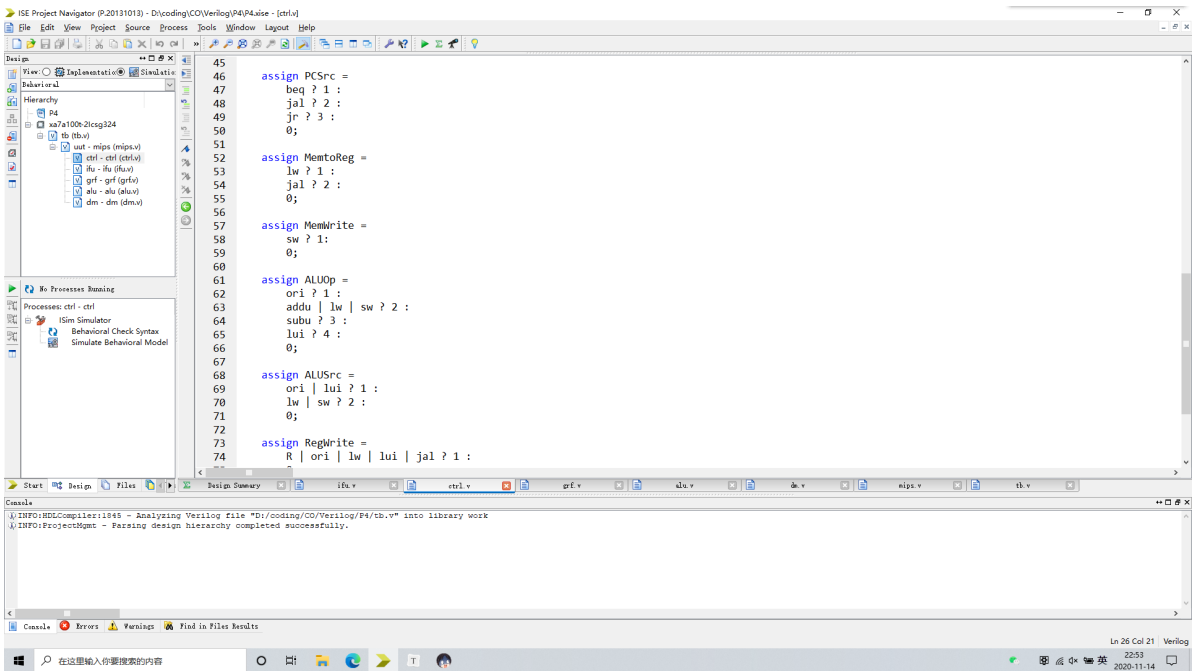 ISE Project Navigator (P.20131013) - D:\coding\CO\Verilog\P4\P4.xise - [ctrl.v]
File Edit View Project Source Process Tools Window Layout Help
Design
View: Implementatio Simulatio
Behavioral
Hierarchy
P4
xa7a100t-2Icsg324
tb (tb.v)
uut - mips (mips.v)
ctrl - ctrl (ctrl.v)
ifu - ifu (ifu.v)
grf - grf (grf.v)
alu - alu (alu.v)
dm - dm (dm.v)
No Processes Running
Processes: ctrl - ctrl
ISim Simulator
Behavioral Check Syntax
Simulate Behavioral Model
45
46 assign PCSrc =
47 beq ? 1 :
48 jal ? 2 :
49 jr ? 3 :
50 0;
51
52 assign MemtoReg =
53 lw ? 1 :
54 jal ? 2 :
55 0;
56
57 assign MemWrite =
58 sw ? 1:
59 0;
60
61 assign ALUOp =
62 ori ? 1 :
63 addu | lw | sw ? 2 :
64 subu ? 3 :
65 lui ? 4 :
66 0;
67
68 assign ALUSrc =
69 ori | lui ? 1 :
70 lw | sw ? 2 :
71 0;
72
73 assign RegWrite =
74 R | ori | lw | lui | jal ? 1 :
Start Design Files
Design Summary ifu.v ctrl.v grf.v alu.v dm.v mips.v tb.v
Console
INFO:HDLCompiler:1845 - Analyzing Verilog file "D:/coding/CO/Verilog/P4/tb.v" into library work
INFO:ProjectMgmt - Parsing design hierarchy completed successfully.
Console Errors Warnings Find in Files Results
Ln 26 Col 21 Verilog
在这里输入你要搜索的内容
T
英
22:53
2020-11-14